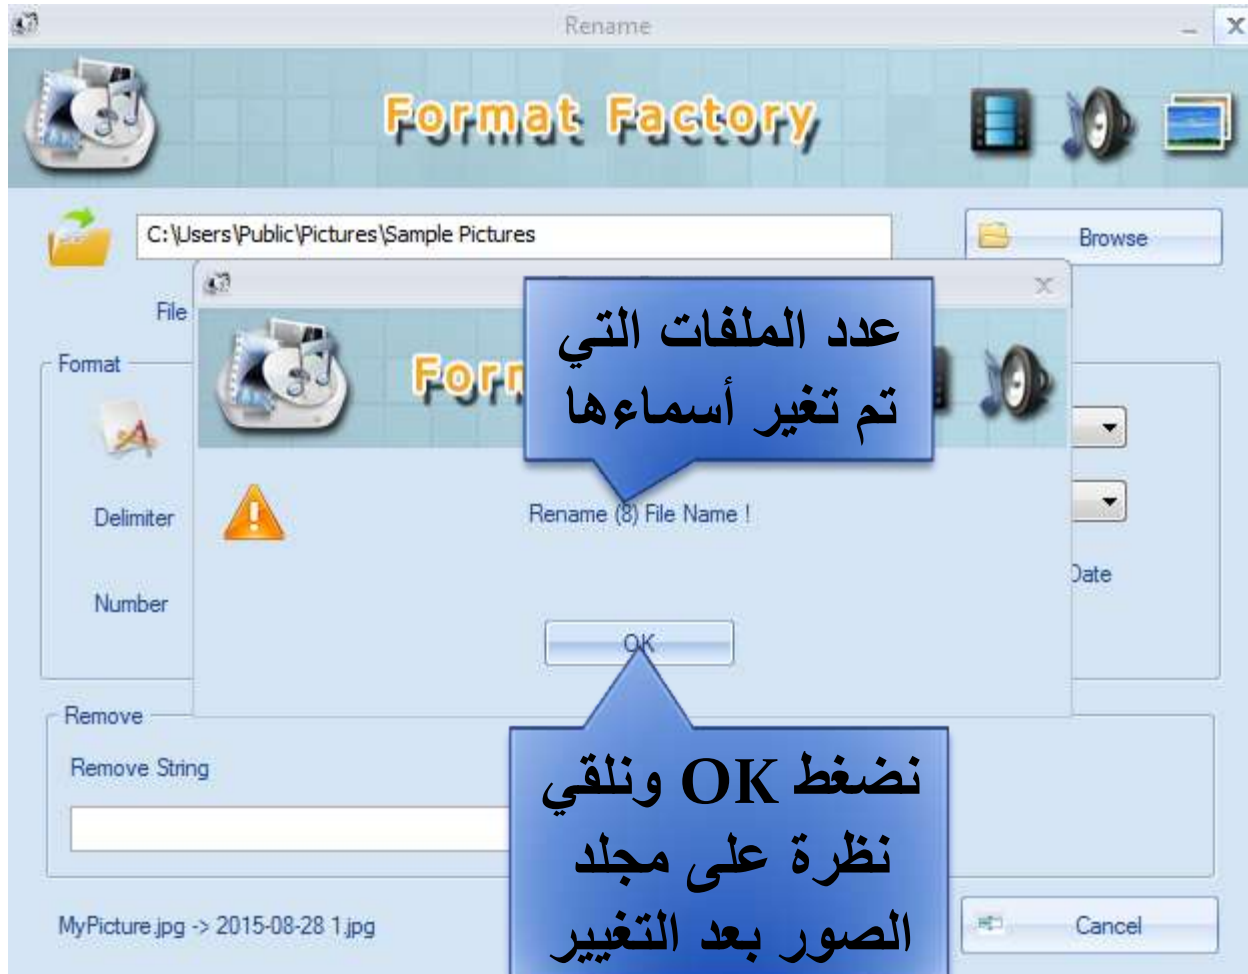 Rename
Format Factory
C:\Users\Public\Pictures\Sample Pictures
Browse
File
عدد الملفات التي
تم تغير أسماءها
Format
Delimiter
Rename (8) File Name !
Date
Number
OK
Remove
Remove String
نضغط OK ونلقي
نظرة على مجلد
الصور بعد التغيير
MyPicture.jpg -> 2015-08-28 1.jpg
Cancel